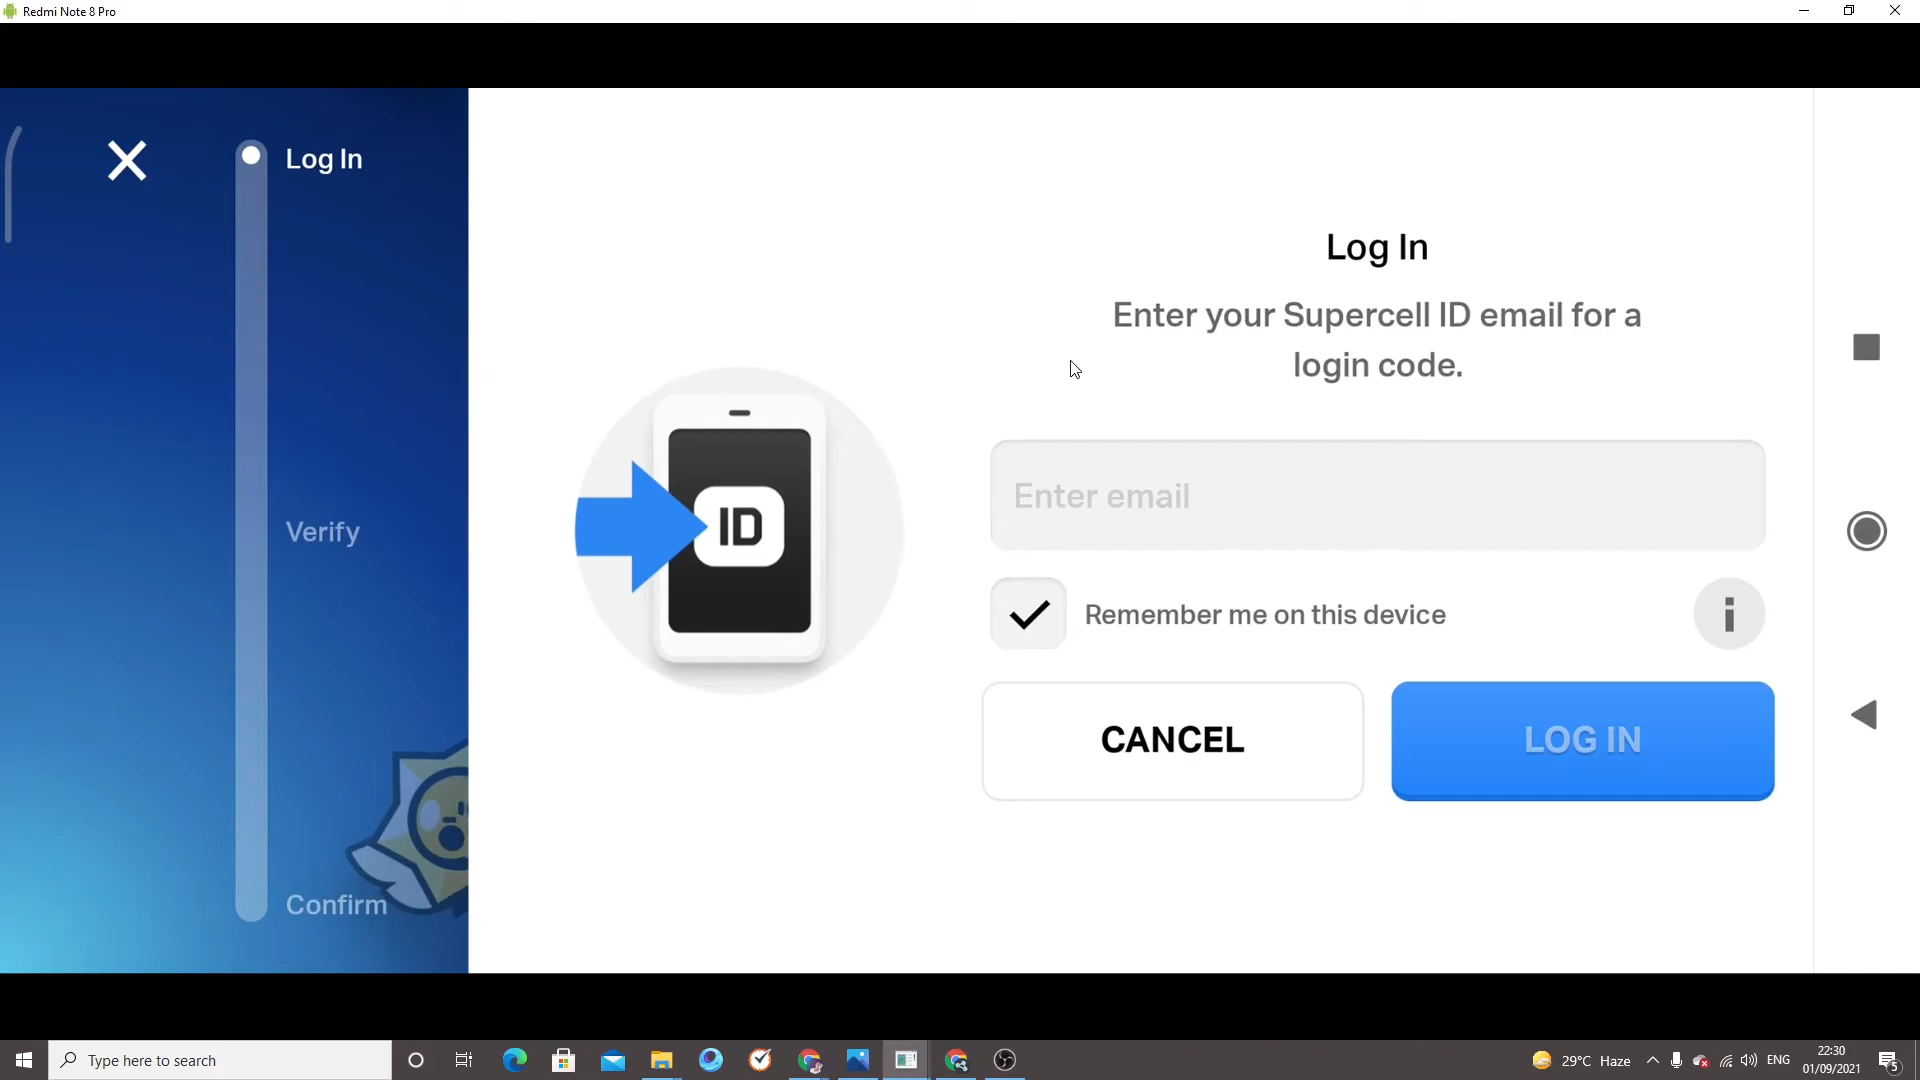 Redmi Note 8 Pro
Log In
Verify
Confirm
Log In
Enter your Supercell ID email for a
login code.
ID
Enter email
Remember me on this device
CANCEL
LOG IN
Type here to search
29°C Haze
ENG
22:30
01/09/2021
5